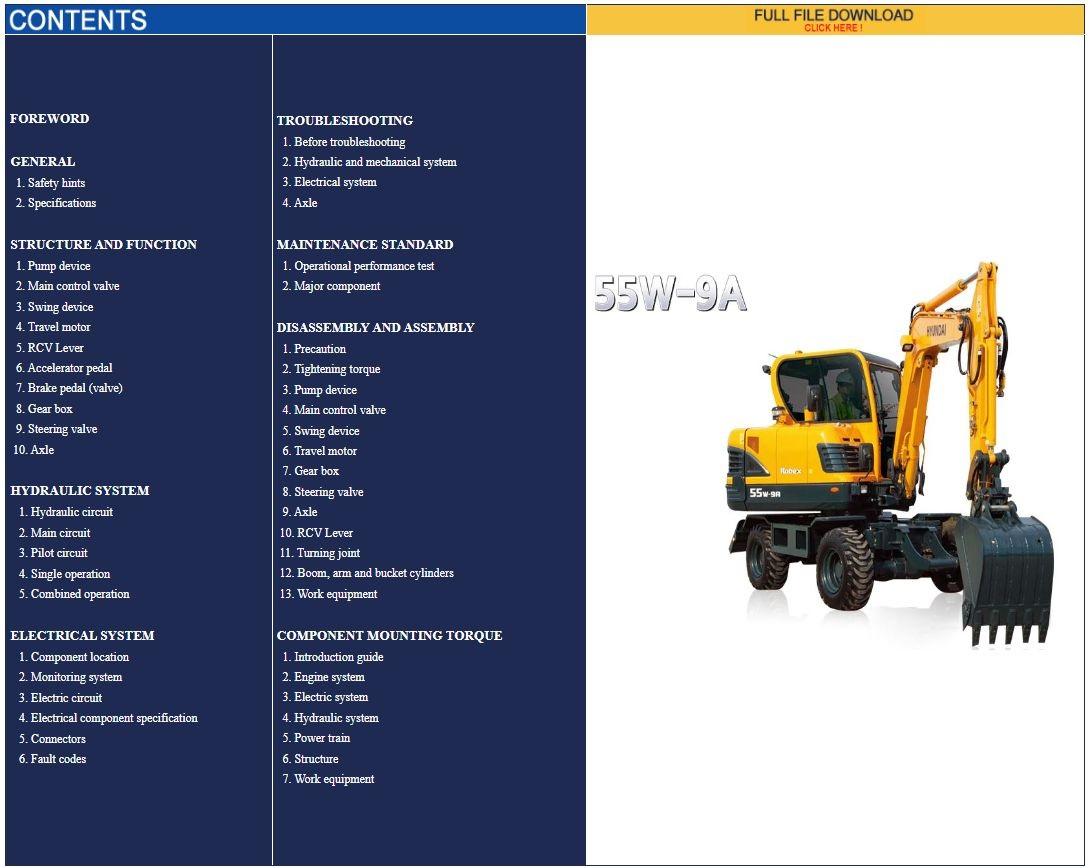 CONTENTS
FULL FILE DOWNLOAD
CLICK HERE !
FOREWORD
GENERAL
1. Safety hints
2. Specifications
STRUCTURE AND FUNCTION
1. Pump device
2. Main control valve
3. Swing device
4. Travel motor
5. RCV Lever
6. Accelerator pedal
7. Brake pedal (valve)
8. Gear box
9. Steering valve
10. Axle
HYDRAULIC SYSTEM
1. Hydraulic circuit
2. Main circuit
3. Pilot circuit
4. Single operation
5. Combined operation
ELECTRICAL SYSTEM
1. Component location
2. Monitoring system
3. Electric circuit
4. Electrical component specification
5. Connectors
6. Fault codes
TROUBLESHOOTING
1. Before troubleshooting
2. Hydraulic and mechanical system
3. Electrical system
4. Axle
MAINTENANCE STANDARD
1. Operational performance test
2. Major component
DISASSEMBLY AND ASSEMBLY
1. Precaution
2. Tightening torque
3. Pump device
4. Main control valve
5. Swing device
6. Travel motor
7. Gear box
8. Steering valve
9. Axle
10. RCV Lever
11. Turning joint
12. Boom, arm and bucket cylinders
13. Work equipment
COMPONENT MOUNTING TORQUE
1. Introduction guide
2. Engine system
3. Electric system
4. Hydraulic system
5. Power train
6. Structure
7. Work equipment
55W-9A
HYUNDAI
Robex
55W-9A